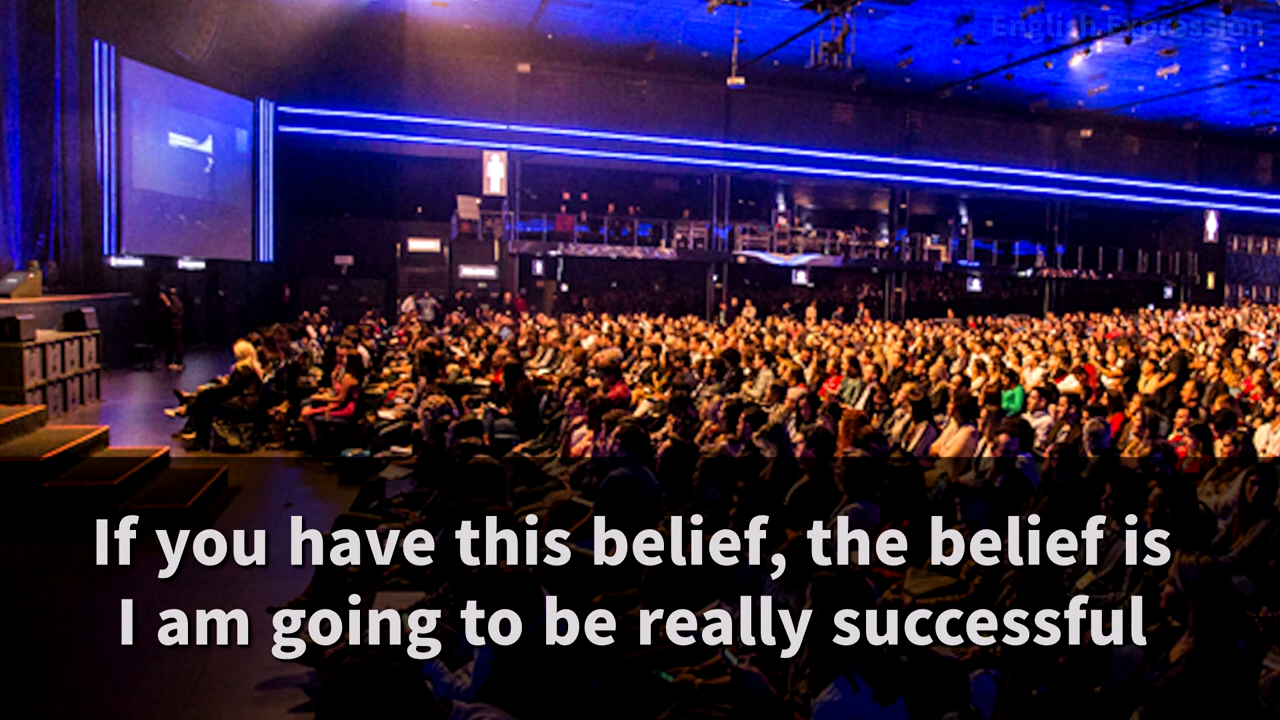 English Expression
If you have this belief, the belief is
I am going to be really successful